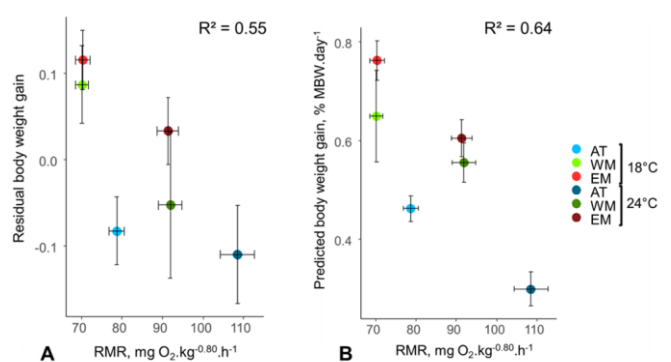 R² = 0.55
Residual body weight gain
0.1
0.0
-0.1
70 80 90 100 110
A RMR, mg O₂.kg⁻⁰·⁸⁰.h⁻¹
R² = 0.64
Predicted body weight gain, % MBW.day⁻¹
0.8
0.6
0.4
70 80 90 100 110
B RMR, mg O₂.kg⁻⁰·⁸⁰.h⁻¹
AT
WM
EM
18°C
AT
WM
EM
24°C